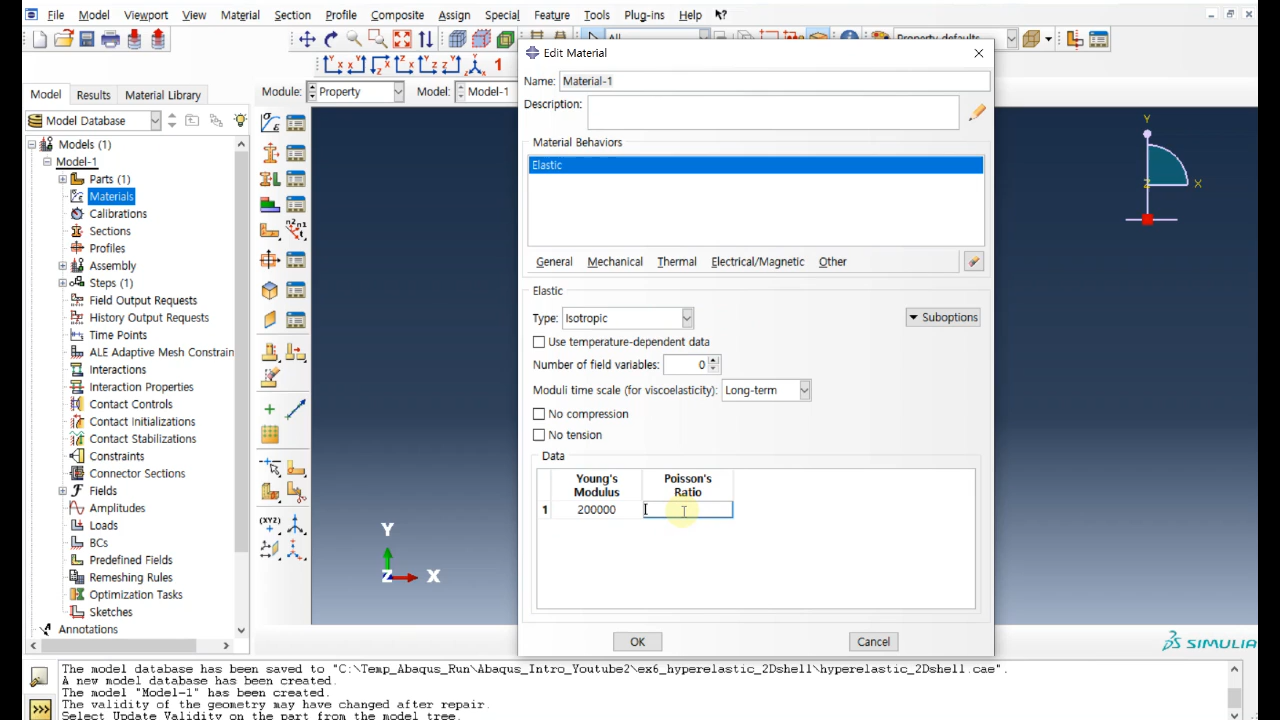 File Model Viewport View Material Section Profile Composite Assign Special Feature Tools Plug-ins Help
All
Property defaults
1
Model Results Material Library
Module: Property Model: Model-1
Model Database
Models (1)
Model-1
Parts (1)
Materials
Calibrations
Sections
Profiles
Assembly
Steps (1)
Field Output Requests
History Output Requests
Time Points
ALE Adaptive Mesh Constrain
Interactions
Interaction Properties
Contact Controls
Contact Initializations
Contact Stabilizations
Constraints
Connector Sections
Fields
Amplitudes
Loads
BCs
Predefined Fields
Remeshing Rules
Optimization Tasks
Sketches
Annotations
Y
Z X
Edit Material
Name: Material-1
Description:
Material Behaviors
Elastic
General Mechanical Thermal Electrical/Magnetic Other
Elastic
Type: Isotropic
Suboptions
Use temperature-dependent data
Number of field variables: 0
Moduli time scale (for viscoelasticity): Long-term
No compression
No tension
Data
Young's Modulus Poisson's Ratio
1 200000
OK Cancel
Y
Z X
SIMULIA
The model database has been saved to "C:\Temp_Abaqus_Run\Abaqus_Intro_Youtube2\ex6_hyperelastic_2Dshell\hyperelastic_2Dshell.cae".
A new model database has been created.
The model "Model-1" has been created.
The validity of the geometry may have changed after repair.
Select Update Validity on the part from the model tree.